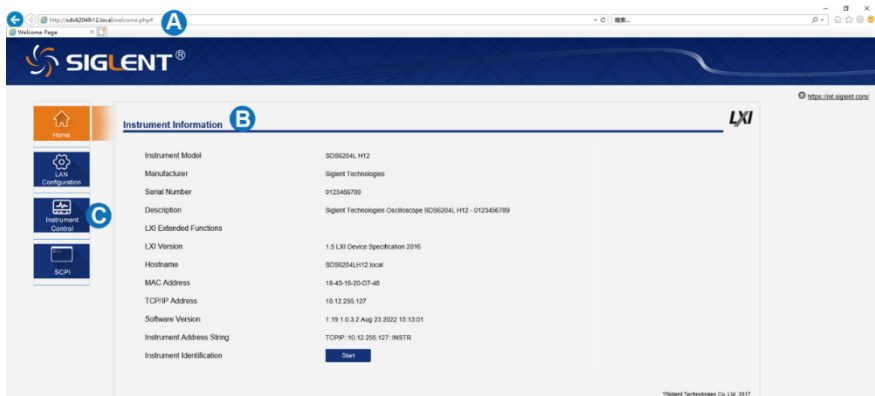 http://sds6204lh12.local/welcome.php#
A
搜索...
Welcome Page
SIGLENT®
https://int.siglent.com/
Home
Instrument Information
B
LXI
Instrument Model SDS6204L H12
Manufacturer Siglent Technologies
LAN
Configuration
Serial Number 0123456789
Description Siglent Technologies Oscilloscope SDS6204L H12 - 0123456789
Instrument
Control
C
LXI Extended Functions
LXI Version 1.5 LXI Device Specification 2016
Hostname SDS6204LH12.local
SCPI
MAC Address 18-45-16-20-D7-48
TCP/IP Address 10.12.255.127
Software Version 1.19.1.0.3.2 Aug 23 2022 15:13:01
Instrument Address String TCPIP::10.12.255.127::INSTR
Instrument Identification Start
Siglent Technologies Co.,Ltd. 2017